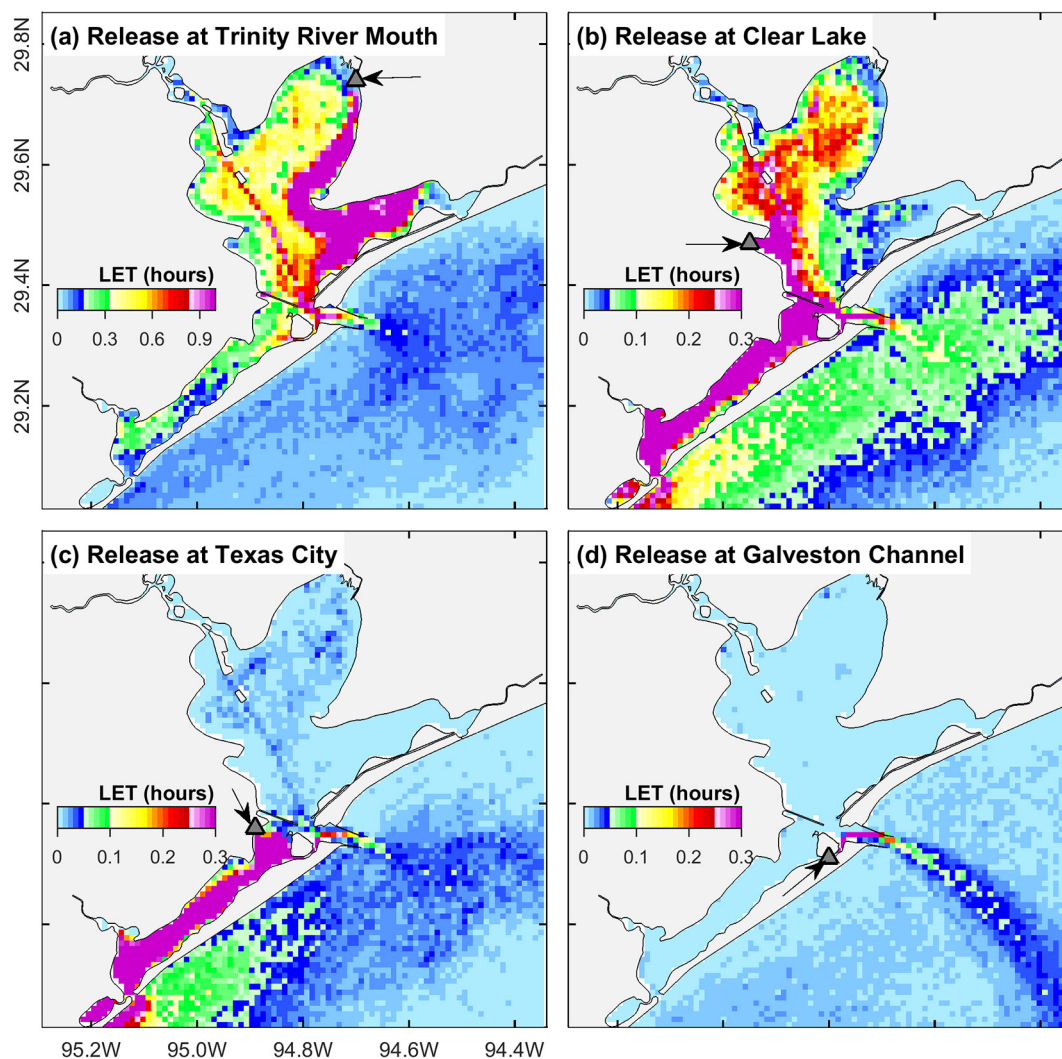 (a) Release at Trinity River Mouth
(b) Release at Clear Lake
29.8N
29.6N
29.4N
29.2N
LET (hours)
0 0.3 0.6 0.9
LET (hours)
0 0.1 0.2 0.3
(c) Release at Texas City
(d) Release at Galveston Channel
LET (hours)
0 0.1 0.2 0.3
LET (hours)
0 0.1 0.2 0.3
95.2W 95.0W 94.8W 94.6W 94.4W